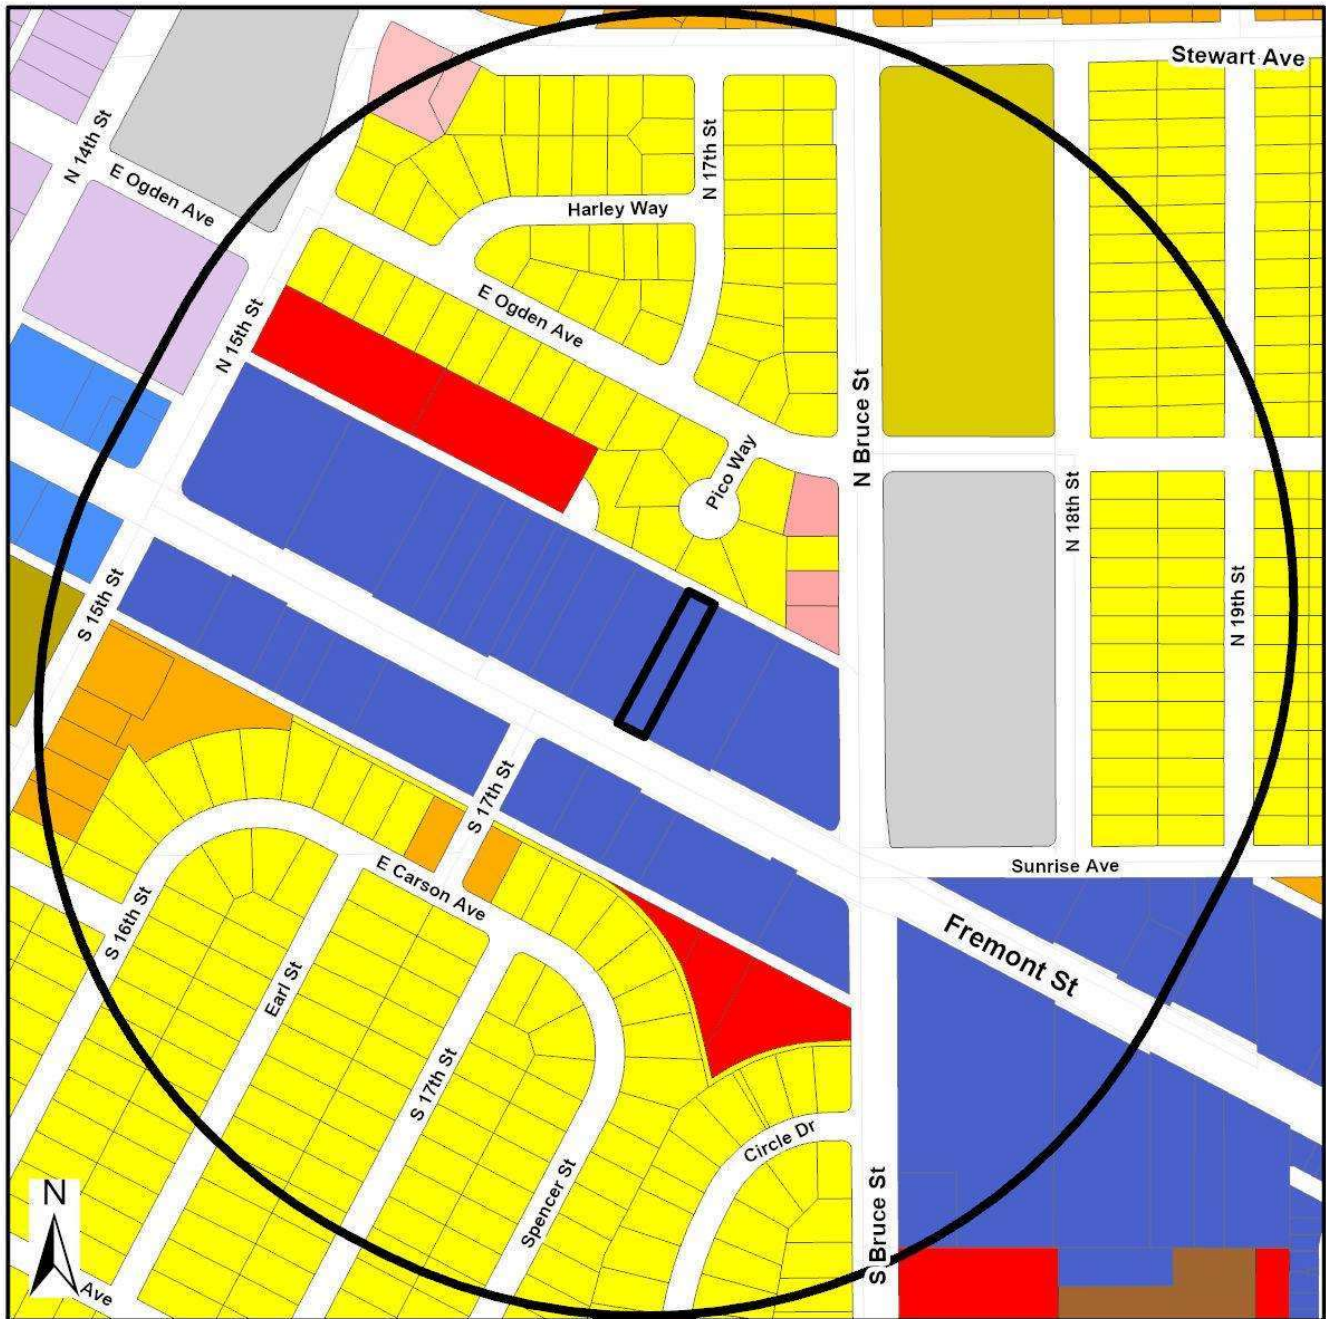 Stewart Ave
N 14th St
E Ogden Ave
N 17th St
Harley Way
N 15th St
E Ogden Ave
N Bruce St
Pico Way
N 18th St
N 19th St
S 15th St
S 17th St
Sunrise Ave
E Carson Ave
S 16th St
Fremont St
Earl St
S 17th St
Circle Dr
Spencer St
S Bruce St
N
Ave